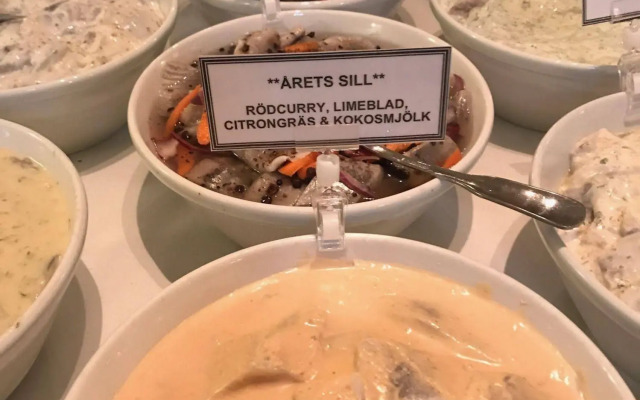 **ÅRETS SILL**
RÖDCURRY, LIMEBLAD,
CITRONGRÄS & KOKOSMJÖLK